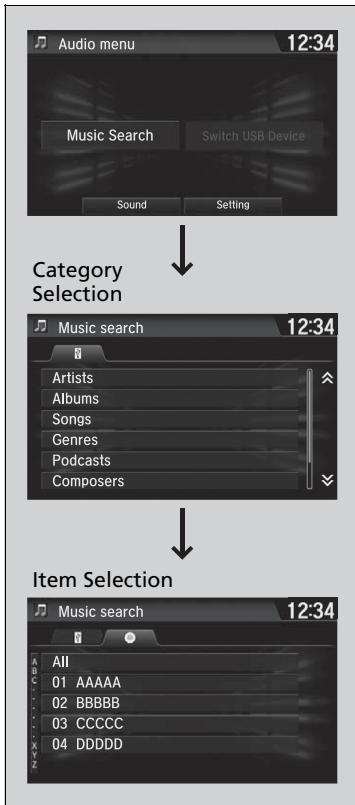 Audio menu 12:34
Music Search Switch USB Device
Sound Setting
Category
Selection
Music search 12:34
Artists
Albums
Songs
Genres
Podcasts
Composers
Item Selection
Music search 12:34
A
B
C
All
01 AAAAA
02 BBBBB
03 CCCCC
04 DDDDD
X
Y
Z